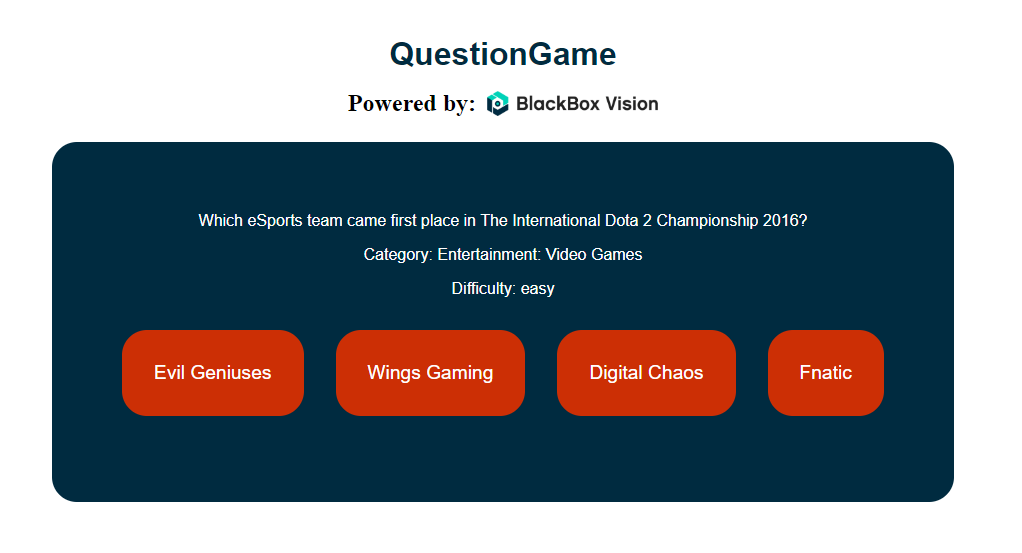 QuestionGame
Powered by: BlackBox Vision
Which eSports team came first place in The International Dota 2 Championship 2016?
Category: Entertainment: Video Games
Difficulty: easy
Evil Geniuses Wings Gaming Digital Chaos Fnatic